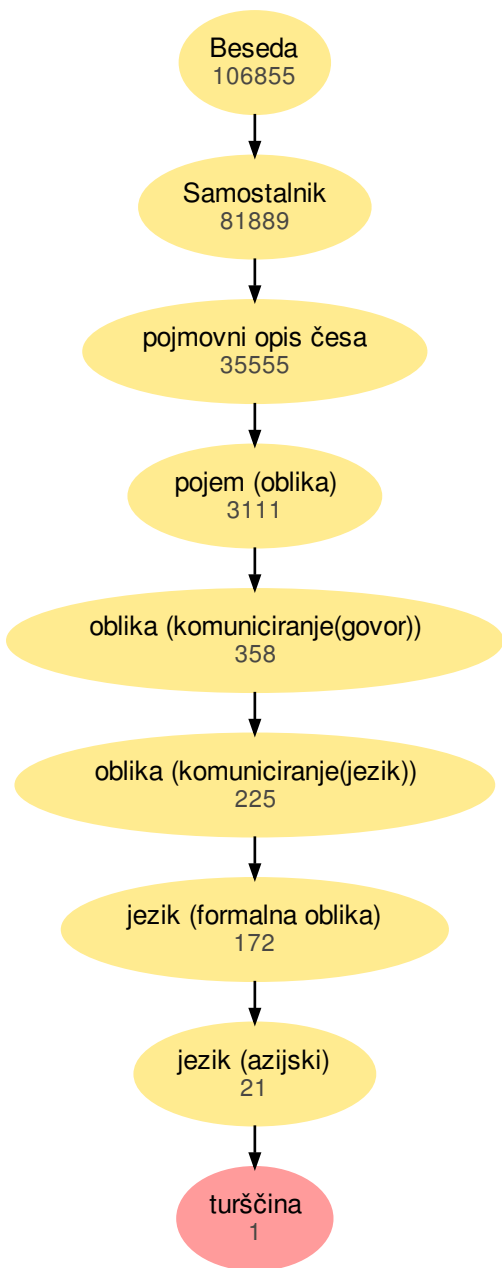 Beseda
106855
Samostalnik
81889
pojmovni opis česa
35555
pojem (oblika)
3111
oblika (komuniciranje(govor))
358
oblika (komuniciranje(jezik))
225
jezik (formalna oblika)
172
jezik (azijski)
21
turščina
1